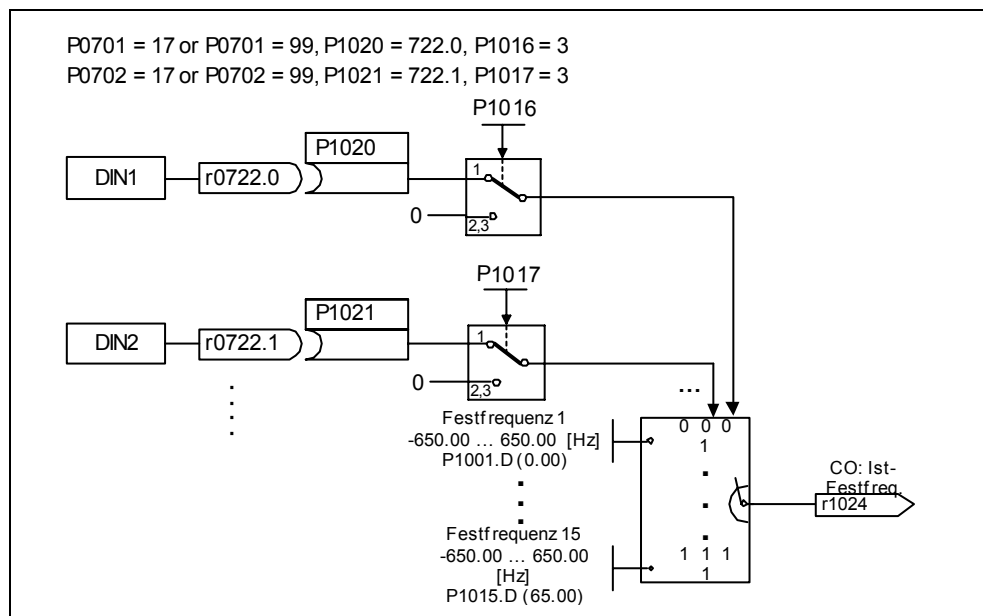 P0701 = 17 or P0701 = 99, P1020 = 722.0, P1016 = 3
P0702 = 17 or P0702 = 99, P1021 = 722.1, P1017 = 3
P1016
P1020
DIN1
r0722.0
1
0
2,3
P1017
P1021
DIN2
r0722.1
1
0
2,3
...
Festfrequenz 1
-650.00 ... 650.00 [Hz]
P1001.D (0.00)
0 0 0
1
CO: Ist-
Festfreq.
r1024
Festfrequenz 15
-650.00 ... 650.00
[Hz]
P1015.D (65.00)
1 1 1
1